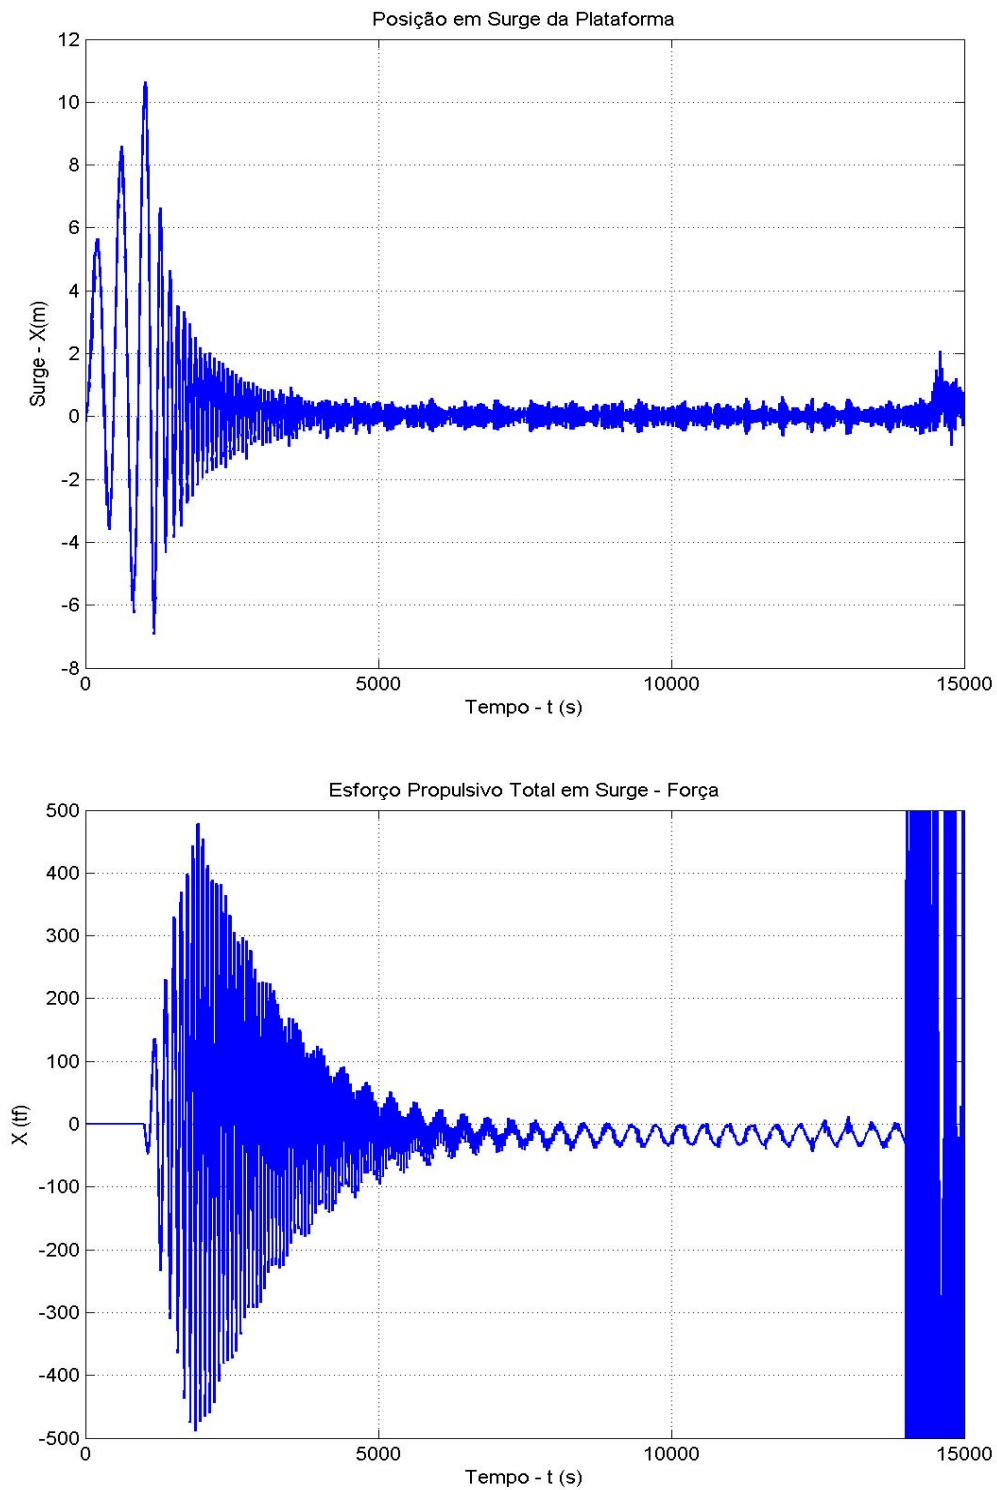 Posição em Surge da Plataforma
12
10
8
6
4
2
0
-2
-4
-6
-8
Surge - X(m)
0 5000 10000 15000
Tempo - t (s)
Esforço Propulsivo Total em Surge - Força
500
400
300
200
100
0
-100
-200
-300
-400
-500
X (tf)
0 5000 10000 15000
Tempo - t (s)